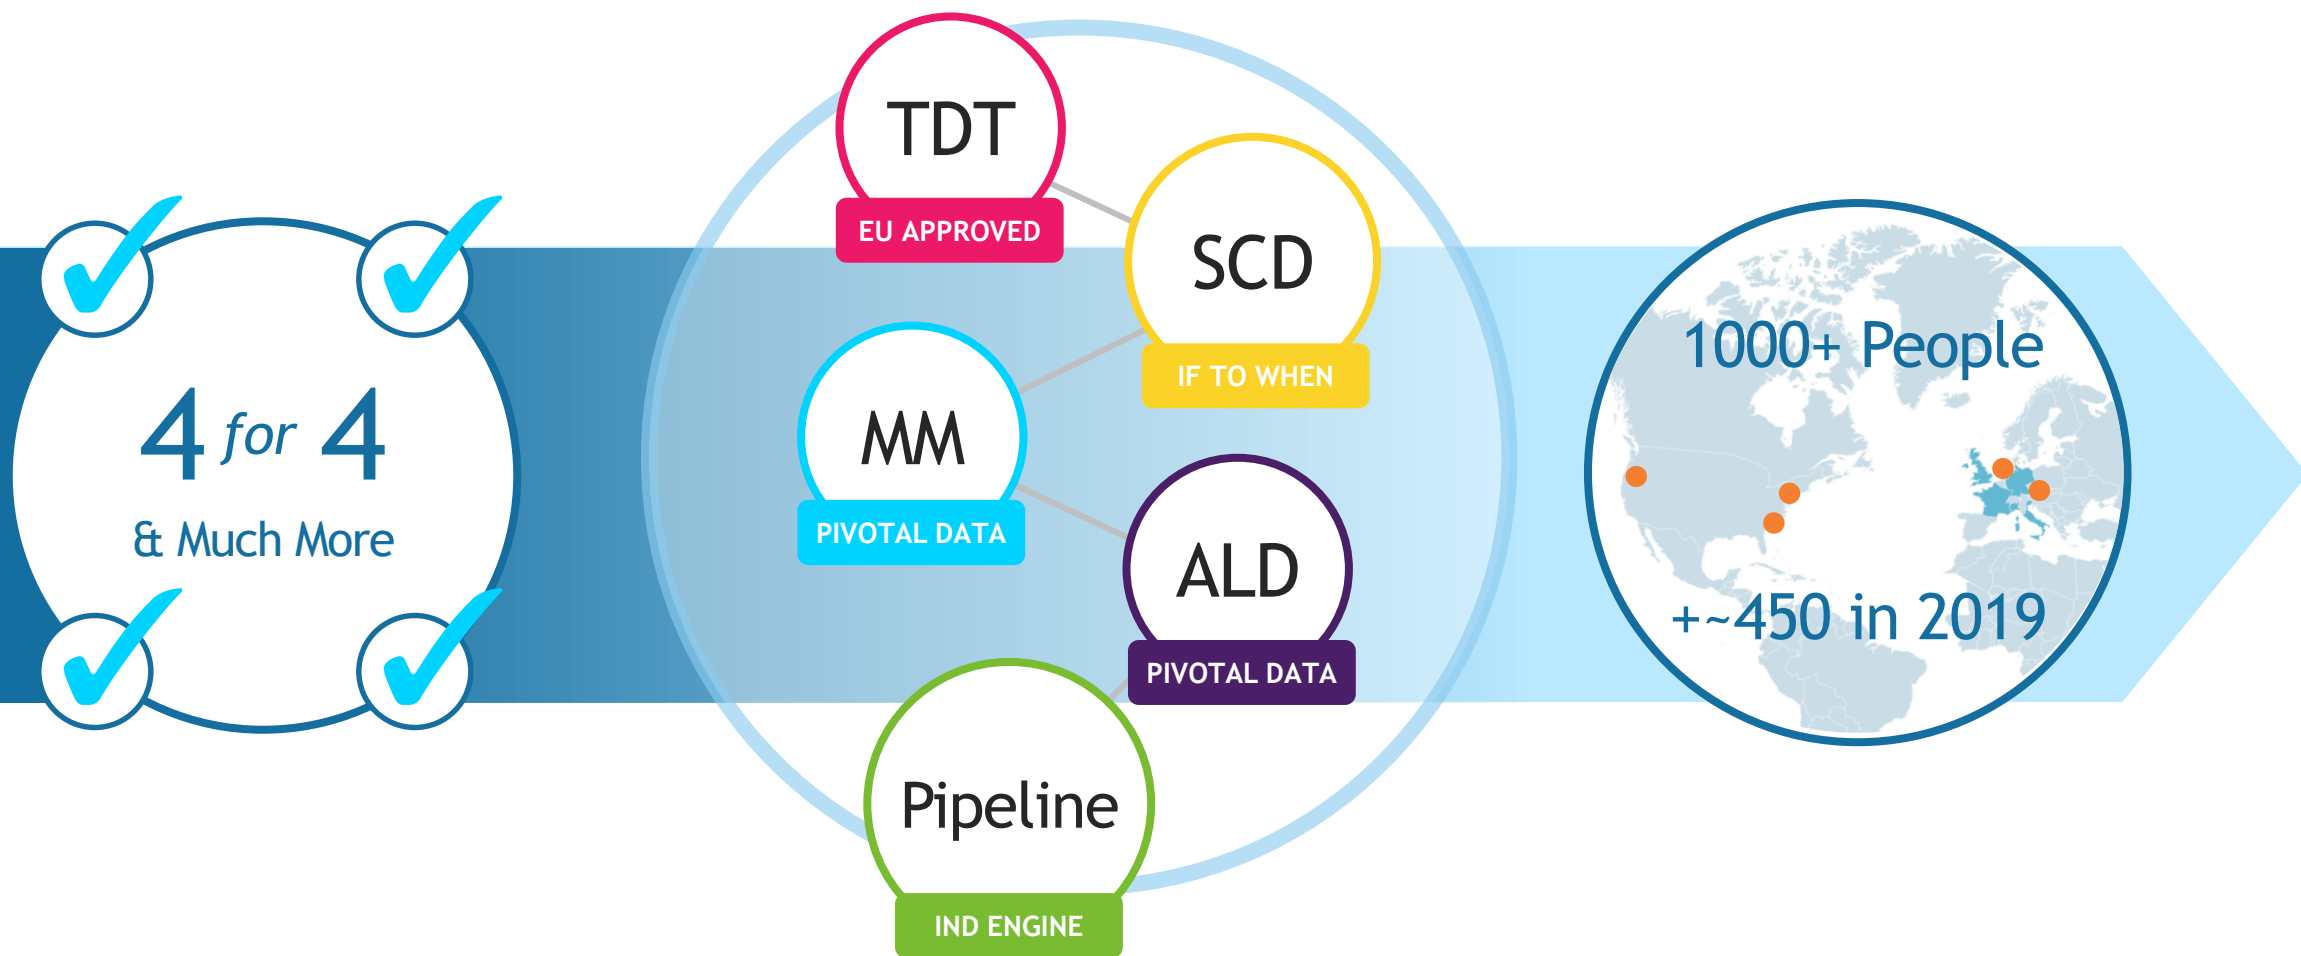 4 for 4
& Much More
TDT
EU APPROVED
SCD
IF TO WHEN
MM
PIVOTAL DATA
ALD
PIVOTAL DATA
Pipeline
IND ENGINE
1000+ People
+~450 in 2019